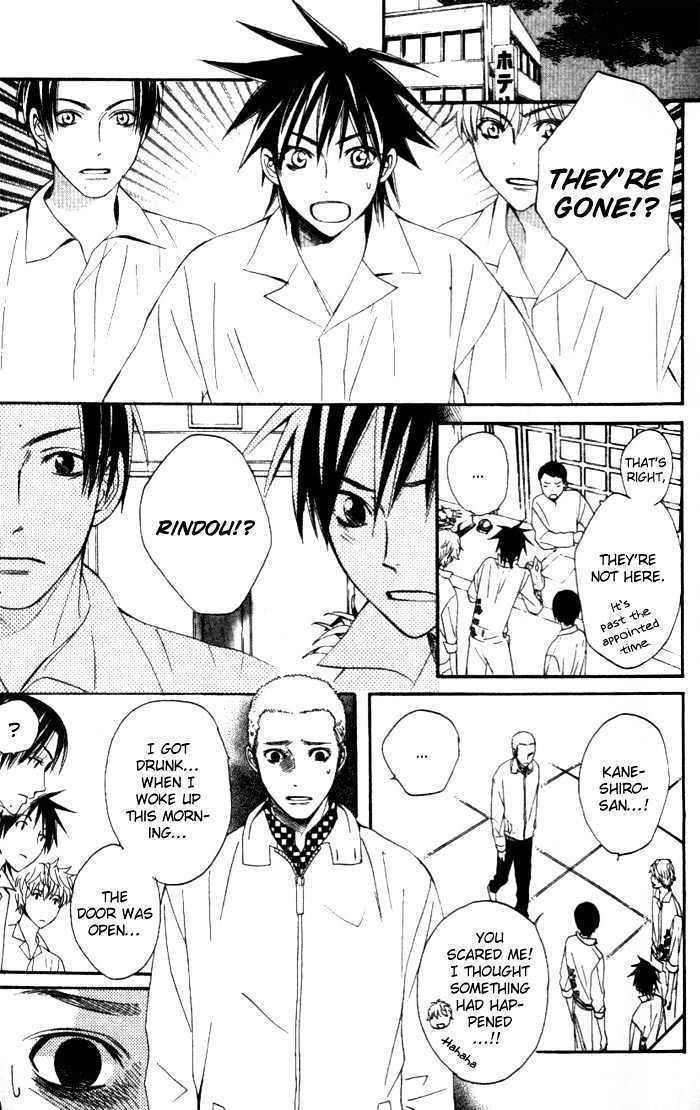 ホテル
THEY'RE
GONE!?
THAT'S
RIGHT,
THEY'RE
NOT HERE.
It's
past the
appointed
time
...
RINDOU!?
KANE-
SHIRO-
SAN...!
...
YOU
SCARED ME!
I THOUGHT
SOMETHING
HAD HAP-
PENED
...!!
Hahaha
I GOT
DRUNK...
WHEN I
WOKE UP
THIS MORN-
ING...
THE
DOOR WAS
OPEN...
?